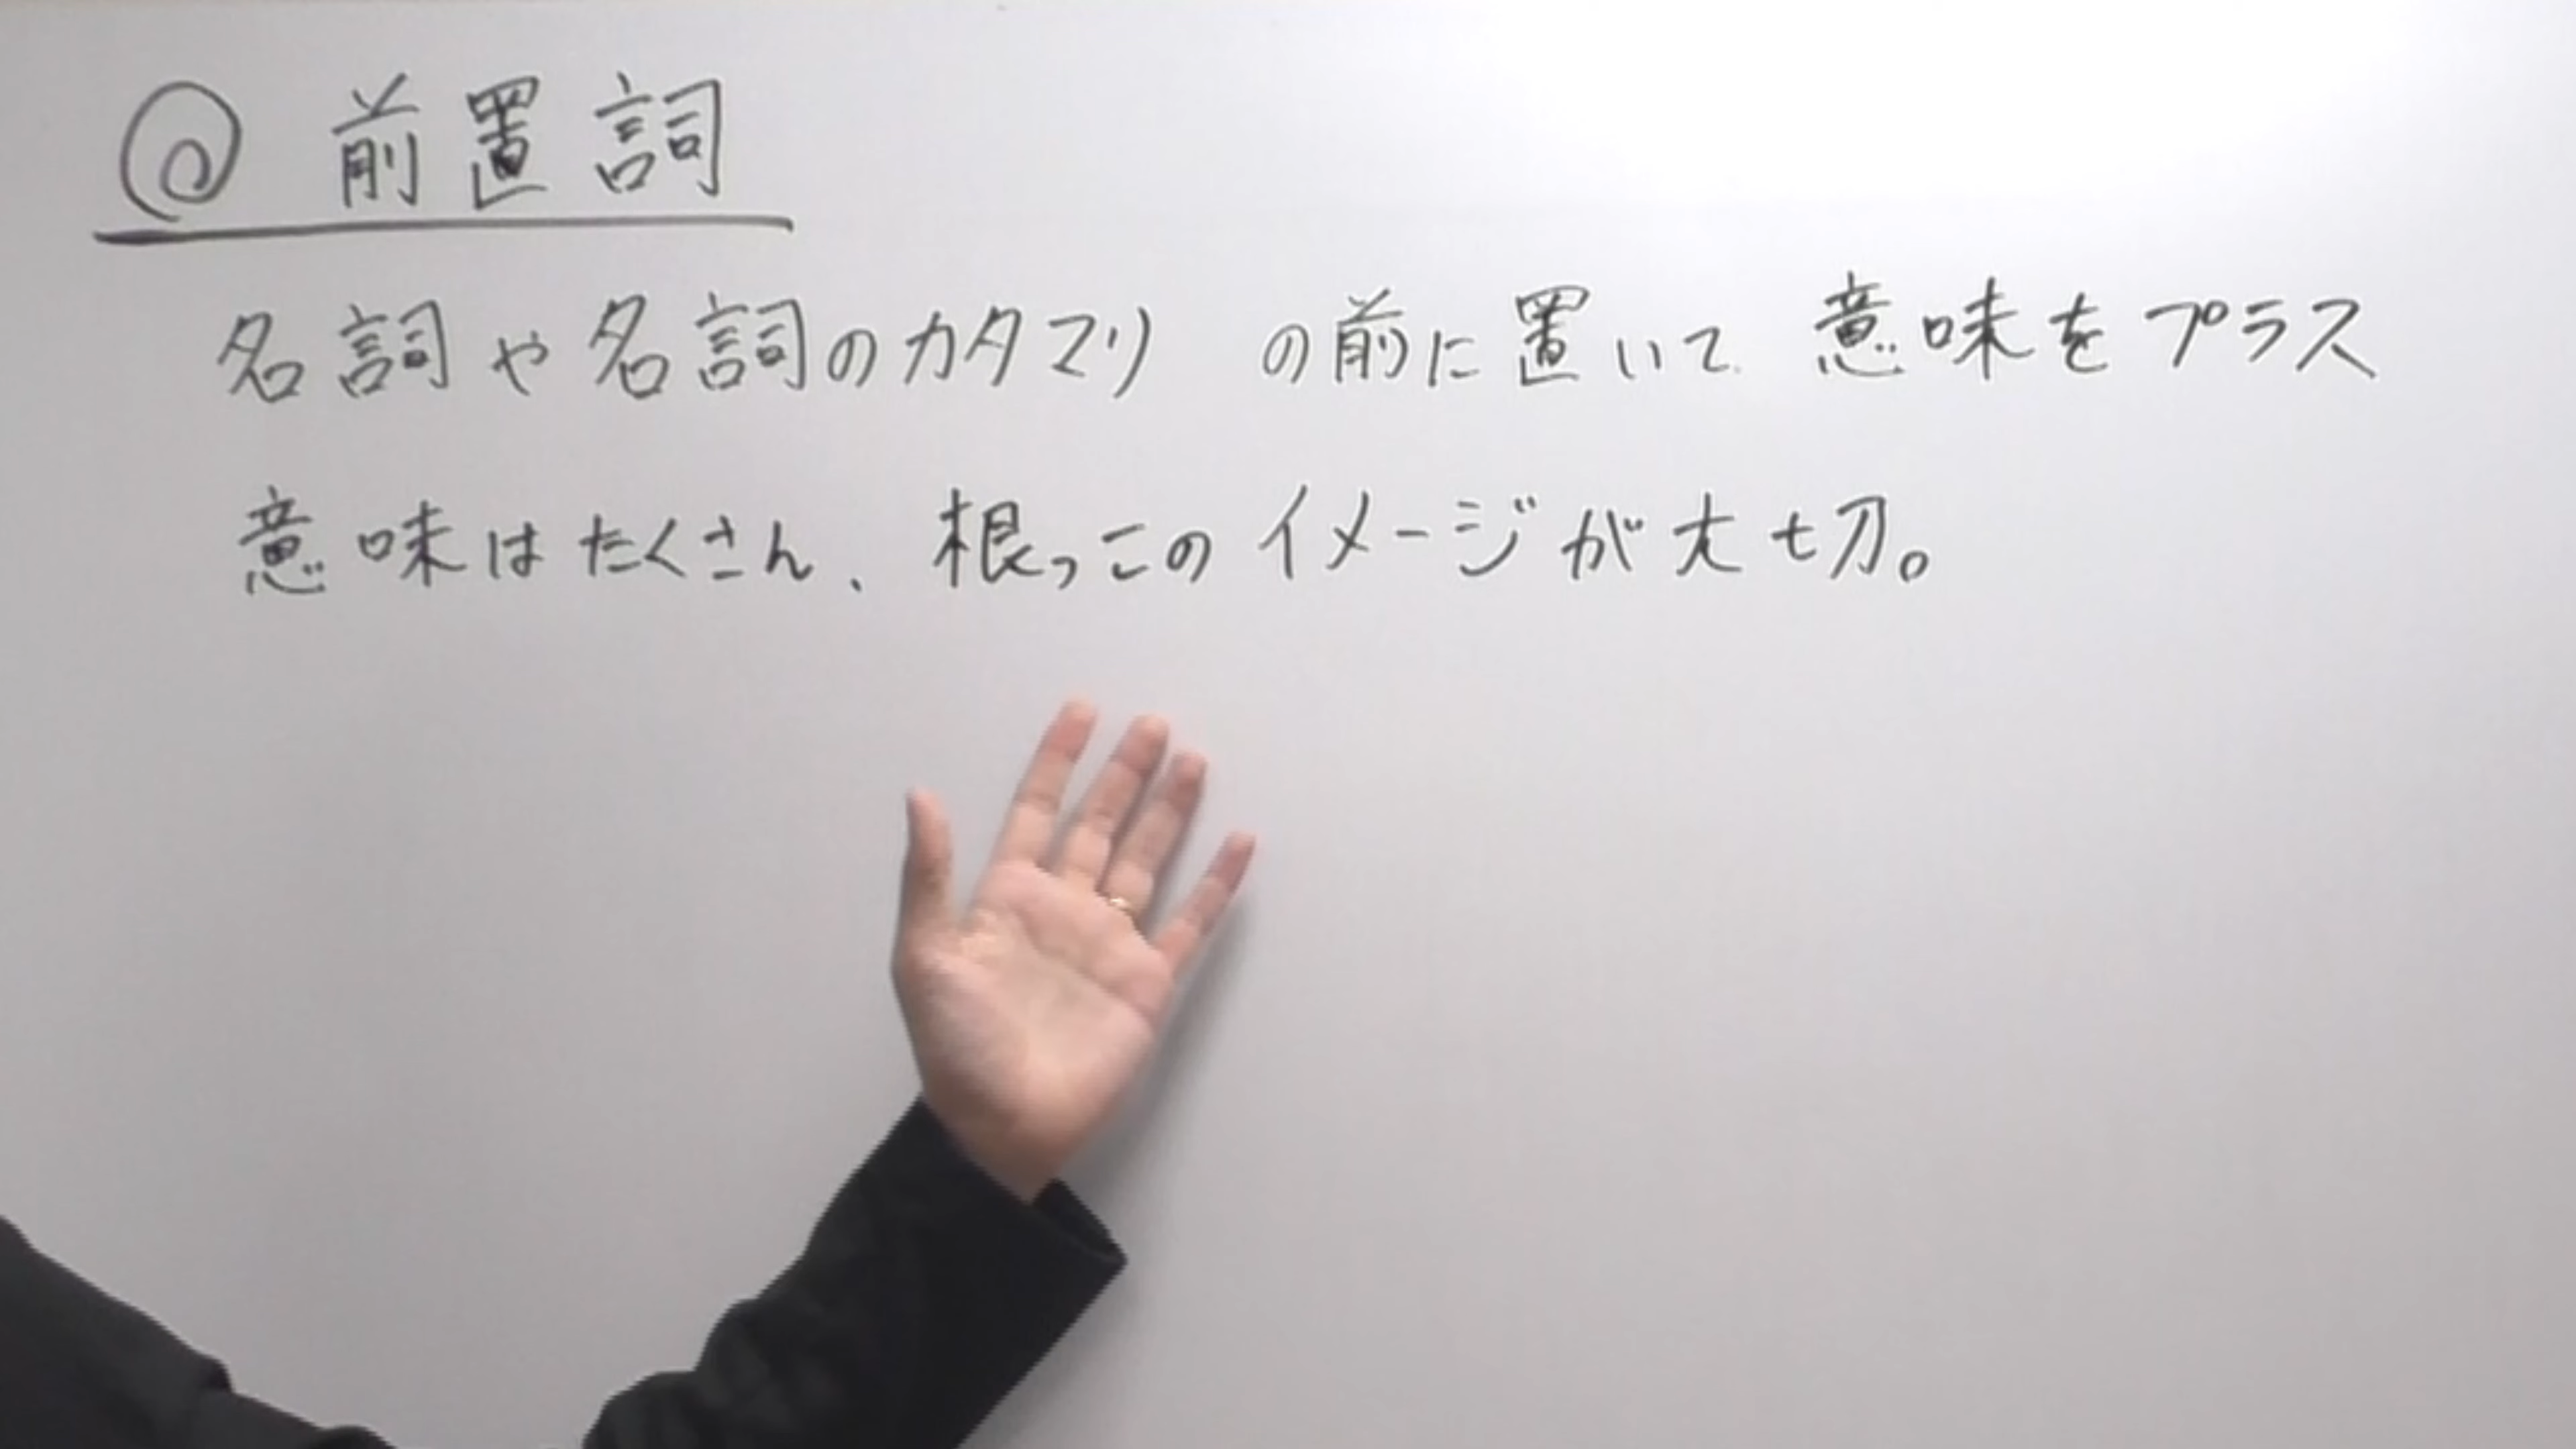 ◎ 前置詞
名詞や名詞のカタマリ の前に置いて 意味をプラス
意味はたくさん、根っこのイメージが大切。